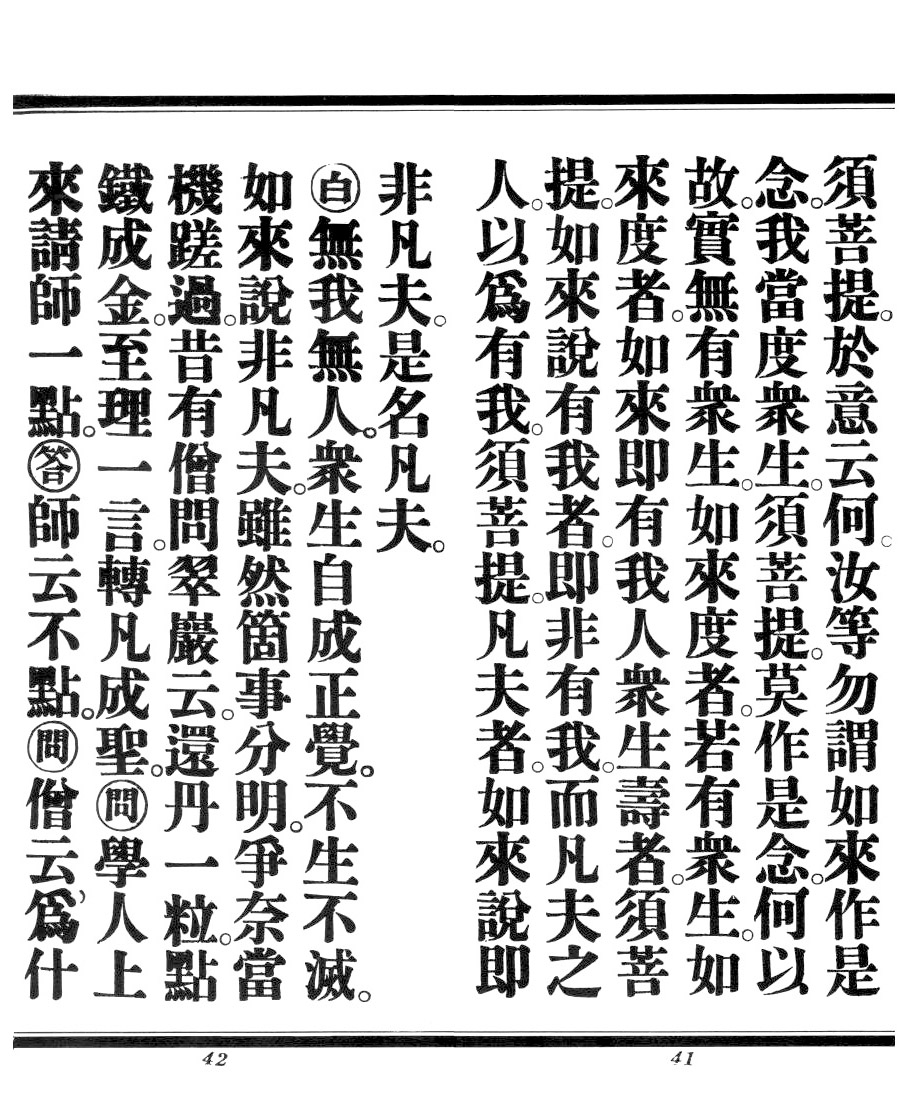 須菩提。於意云何。汝等勿謂如來作是
念。我當度衆生。須菩提。莫作是念。何以
故。實無有衆生。如來度者。若有衆生。如
來度者。如來即有我人衆生壽者。須菩
提。如來說有我者。即非有我。而凡夫之
人。以爲有我。須菩提。凡夫者。如來說即
41
非凡夫。是名凡夫。
白無我無人。衆生自成正覺。不生不滅。
如來說非凡夫。雖然箇事分明。爭奈當
機蹉過。昔有僧問翠巖云。還丹一粒。點
鐵成金。至理一言。轉凡成聖。問學人上
來請師一點。答師云不點。問僧云爲什
42